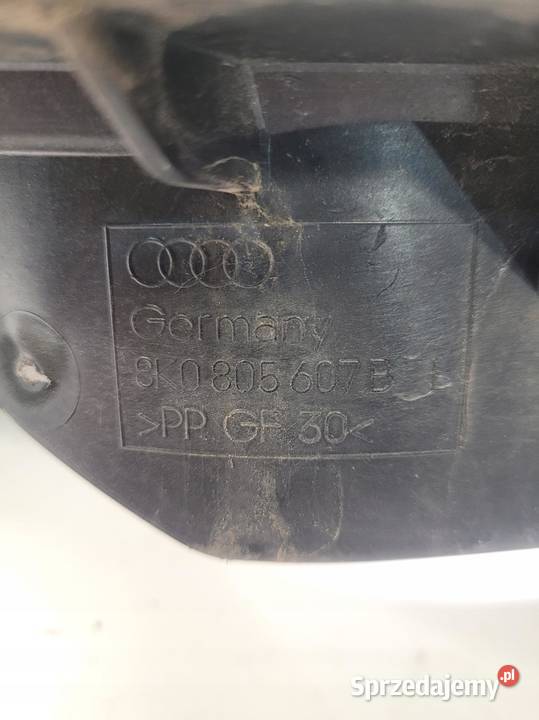 Germany
8K0 805 607 B
>PP GF 30<
Sprzedajemy.pl